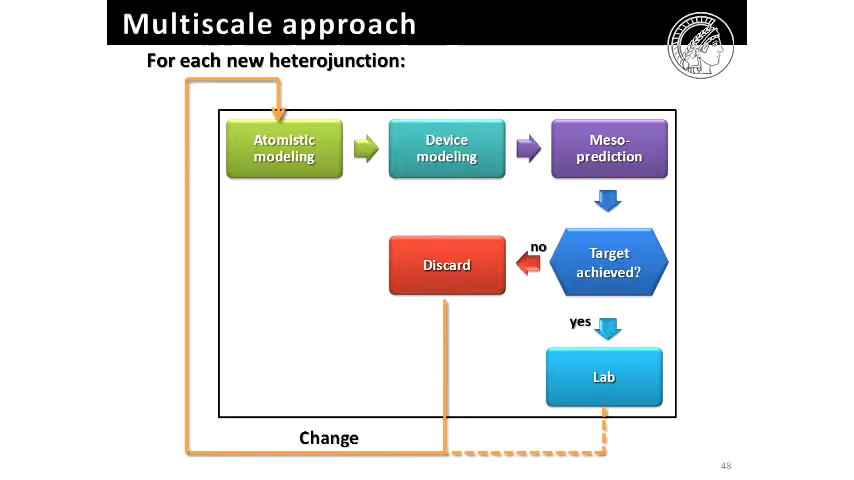 Multiscale approach
For each new heterojunction:
Atomistic
modeling
Device
modeling
Meso-
prediction
Discard
no
Target
achieved?
yes
Lab
Change
48